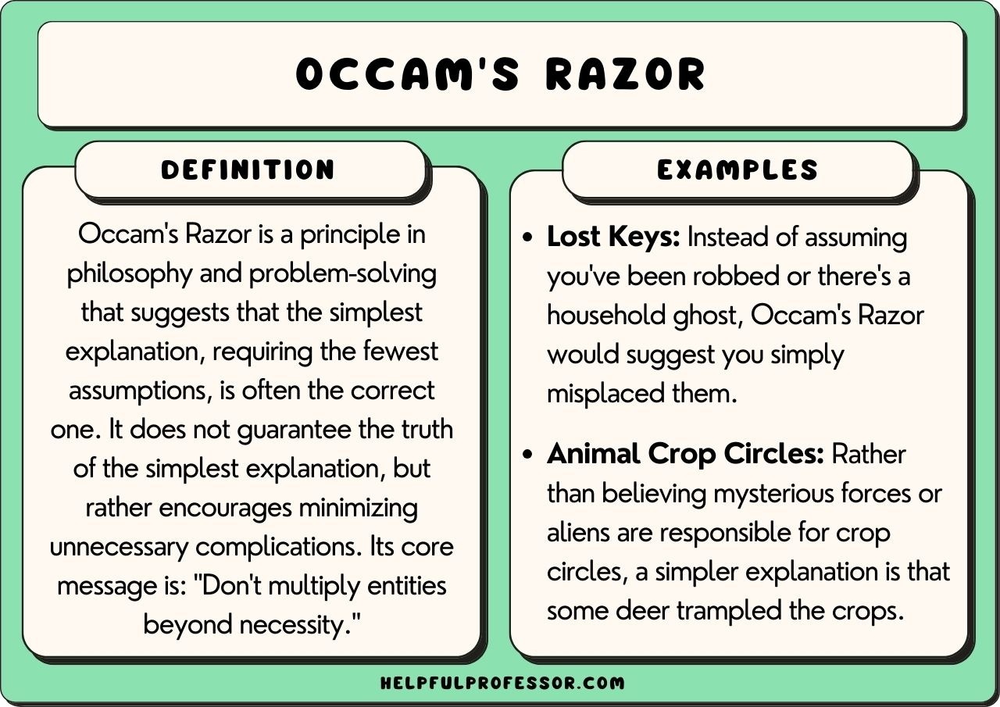 OCCAM'S RAZOR
DEFINITION
Occam's Razor is a principle in
philosophy and problem-solving
that suggests that the simplest
explanation, requiring the fewest
assumptions, is often the correct
one. It does not guarantee the truth
of the simplest explanation, but
rather encourages minimizing
unnecessary complications. Its core
message is: "Don't multiply entities
beyond necessity."
EXAMPLES
• Lost Keys: Instead of assuming
you've been robbed or there's a
household ghost, Occam's Razor
would suggest you simply
misplaced them.
• Animal Crop Circles: Rather
than believing mysterious forces or
aliens are responsible for crop
circles, a simpler explanation is that
some deer trampled the crops.
HELPFULPROFESSOR.COM